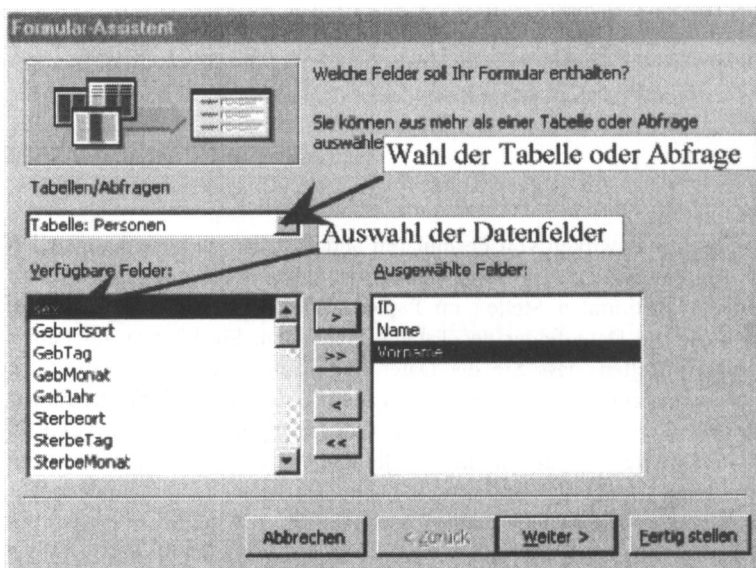 Formular-Assistent
Welche Felder soll Ihr Formular enthalten?
Sie können aus mehr als einer Tabelle oder Abfrage
auswähle
Wahl der Tabelle oder Abfrage
Tabellen/Abfragen
Tabelle: Personen
Auswahl der Datenfelder
Verfügbare Felder:
Ausgewählte Felder:
sex
Geburtsort
GebTag
GebMonat
GebJahr
Sterbeort
SterbeTag
SterbeMonat
>
>>
<
<<
ID
Name
Vorname
Abbrechen
< Zurück
Weiter >
Fertig stellen